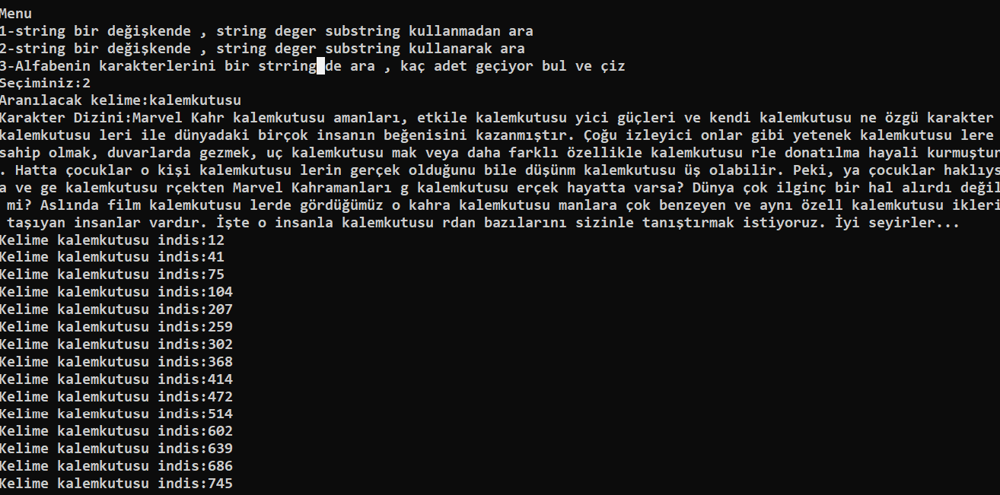 Menu
1-string bir değişkende , string deger substring kullanmadan ara
2-string bir değişkende , string deger substring kullanarak ara
3-Alfabenin karakterlerini bir strring de ara , kaç adet geçiyor bul ve çiz
Seçiminiz:2
Aranılacak kelime:kalemkutusu
Karakter Dizini:Marvel Kahr kalemkutusu amanları, etkile kalemkutusu yici güçleri ve kendi kalemkutusu ne özgü karakter
kalemkutusu leri ile dünyadaki birçok insanın beğenisini kazanmıştır. Çoğu izleyici onlar gibi yetenek kalemkutusu lere
sahip olmak, duvarlarda gezmek, uç kalemkutusu mak veya daha farklı özellikle kalemkutusu rle donatılma hayali kurmuştur
. Hatta çocuklar o kişi kalemkutusu lerin gerçek olduğunu bile düşünm kalemkutusu üş olabilir. Peki, ya çocuklar haklıys
a ve ge kalemkutusu rçekten Marvel Kahramanları g kalemkutusu erçek hayatta varsa? Dünya çok ilginç bir hal alırdı değil
mi? Aslında film kalemkutusu lerde gördüğümüz o kahra kalemkutusu manlara çok benzeyen ve aynı özell kalemkutusu ikleri
taşıyan insanlar vardır. İşte o insanla kalemkutusu rdan bazılarını sizinle tanıştırmak istiyoruz. İyi seyirler...
Kelime kalemkutusu indis:12
Kelime kalemkutusu indis:41
Kelime kalemkutusu indis:75
Kelime kalemkutusu indis:104
Kelime kalemkutusu indis:207
Kelime kalemkutusu indis:259
Kelime kalemkutusu indis:302
Kelime kalemkutusu indis:368
Kelime kalemkutusu indis:414
Kelime kalemkutusu indis:472
Kelime kalemkutusu indis:514
Kelime kalemkutusu indis:602
Kelime kalemkutusu indis:639
Kelime kalemkutusu indis:686
Kelime kalemkutusu indis:745